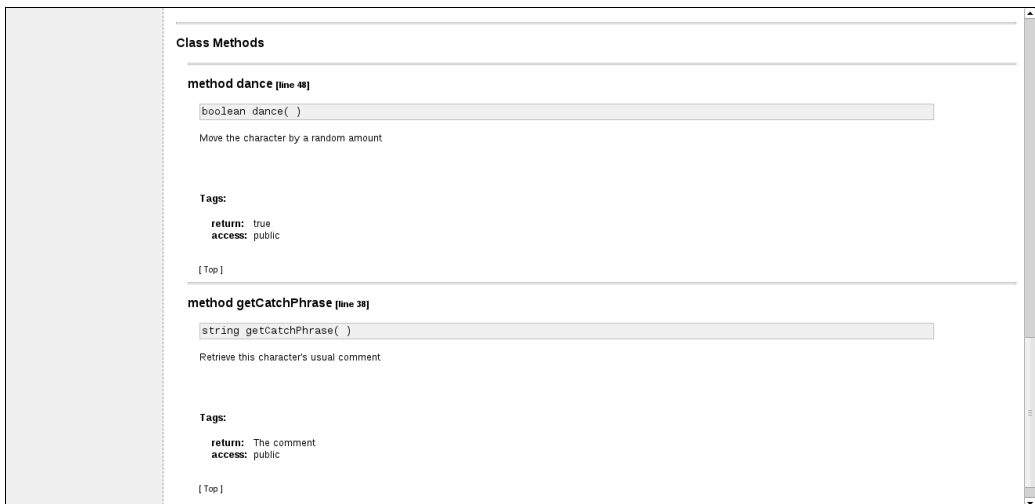 Class Methods
method dance [line 48]
boolean dance( )
Move the character by a random amount
Tags:
return: true
access: public
[ Top ]
method getCatchPhrase [line 38]
string getCatchPhrase( )
Retrieve this character's usual comment
Tags:
return: The comment
access: public
[ Top ]